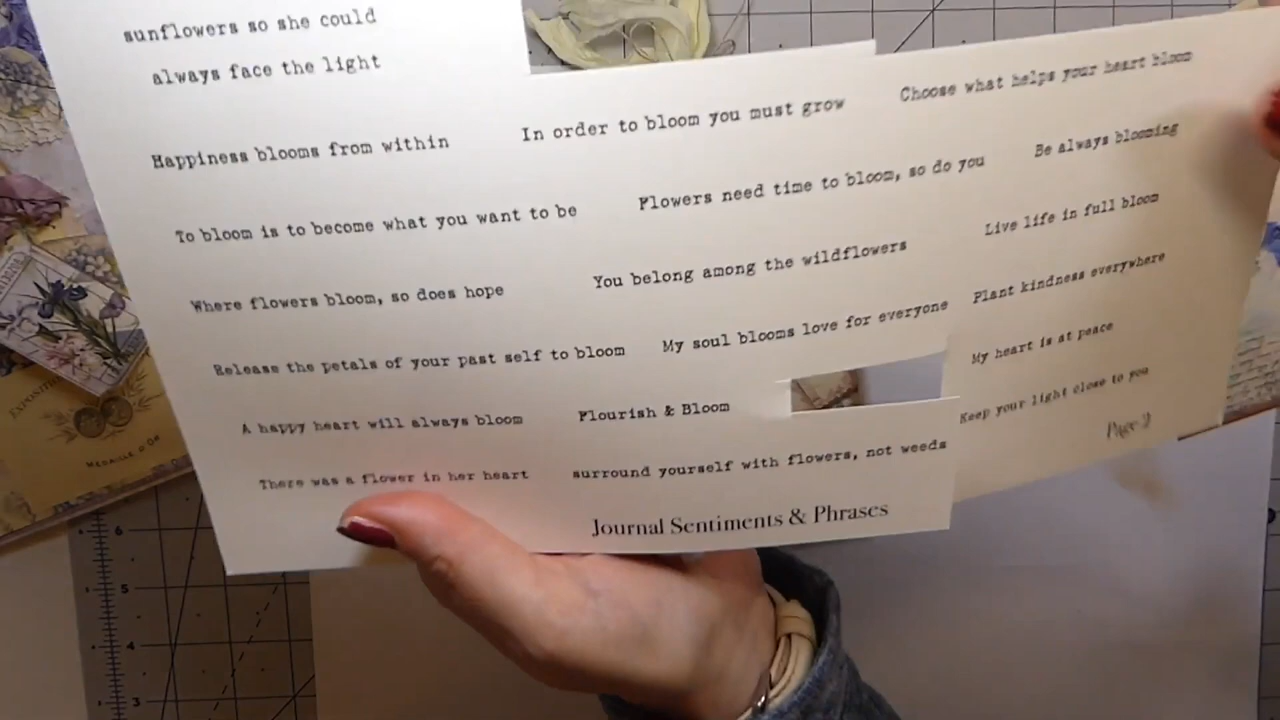 sunflowers so she could
always face the light
Happiness blooms from within
In order to bloom you must grow
Choose what helps your heart bloom
To bloom is to become what you want to be
Flowers need time to bloom, so do you
Be always blooming
Where flowers bloom, so does hope
You belong among the wildflowers
Live life in full bloom
Release the petals of your past self to bloom
My soul blooms love for everyone
Plant kindness everywhere
A happy heart will always bloom
Flourish & Bloom
My heart is at peace
There was a flower in her heart
surround yourself with flowers, not weeds
Keep your light close to you
Journal Sentiments & Phrases
Page 2
MEDAILLE D'OR
6
5
4
3